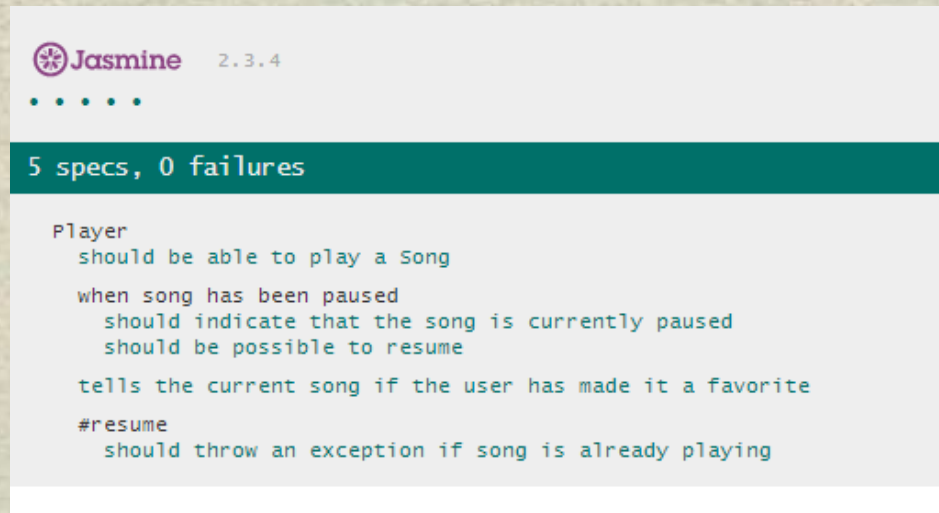 Jasmine 2.3.4
• • • • •
5 specs, 0 failures
Player
should be able to play a Song
when song has been paused
should indicate that the song is currently paused
should be possible to resume
tells the current song if the user has made it a favorite
#resume
should throw an exception if song is already playing